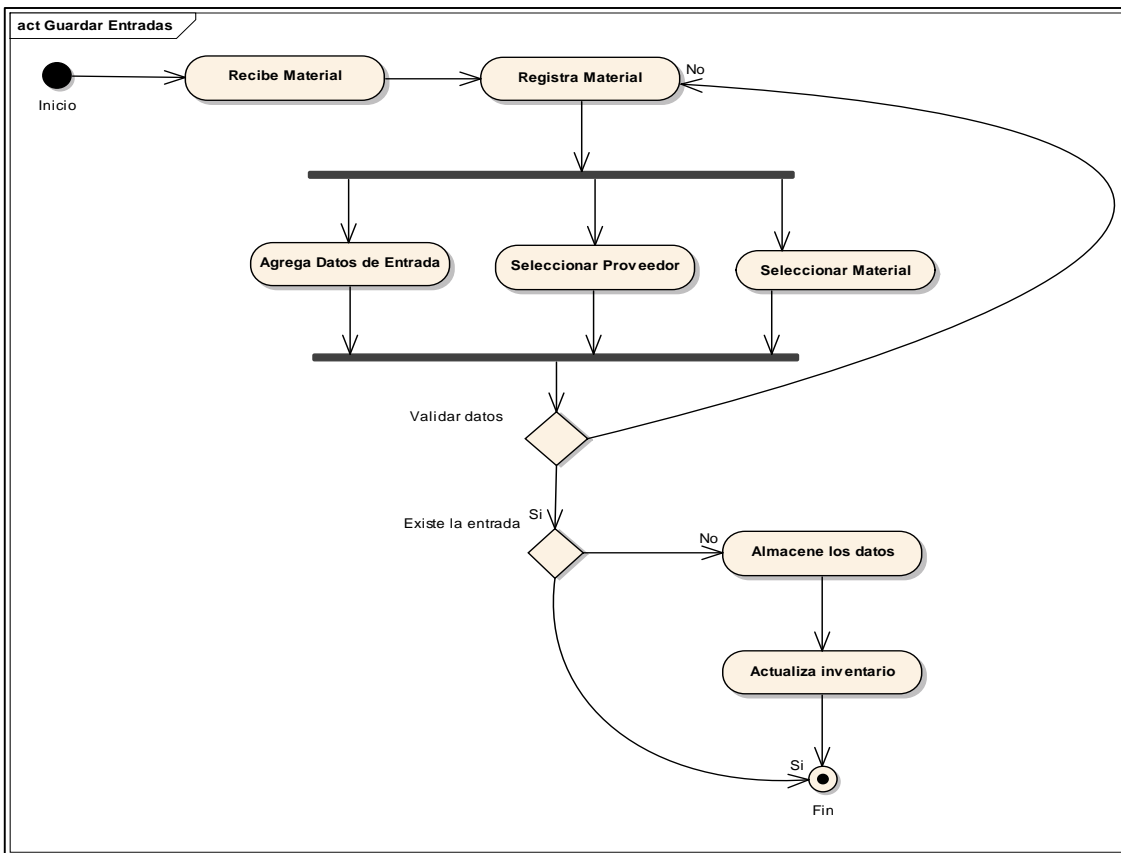 act Guardar Entradas
Inicio
Recibe Material
Registra Material
No
Agrega Datos de Entrada
Seleccionar Proveedor
Seleccionar Material
Validar datos
Si
Existe la entrada
No
Almacene los datos
Actualiza inventario
Si
Fin